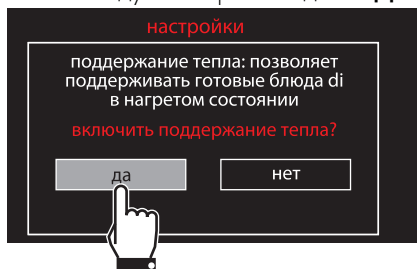 настройки
поддержание тепла: позволяет
поддерживать готовые блюда di
в нагретом состоянии
включить поддержание тепла?
да нет